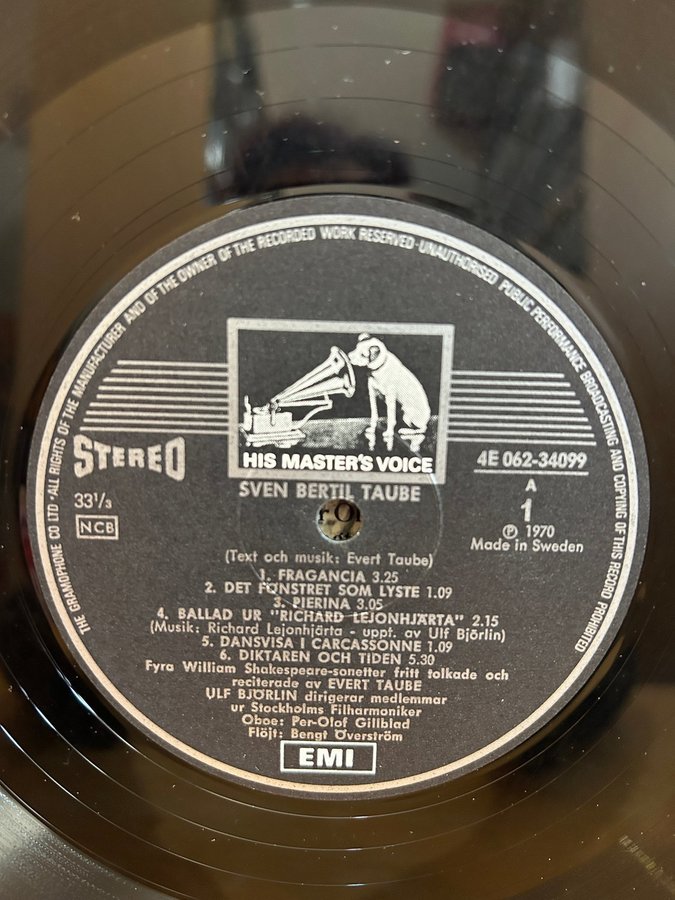 THE GRAMOPHONE CO LTD · ALL RIGHTS OF THE MANUFACTURER AND OF THE OWNER OF THE RECORDED WORK RESERVED · UNAUTHORISED PUBLIC PERFORMANCE BROADCASTING AND COPYING OF THIS RECORD PROHIBITED
HIS MASTER'S VOICE
STEREO
33 1/3
NCB
4E 062-34099
A
1
℗ 1970
Made in Sweden
SVEN BERTIL TAUBE
(Text och musik: Evert Taube)
1. FRAGANCIA 3.25
2. DET FÖNSTRET SOM LYSTE 1.09
3. PIERINA 3.05
4. BALLAD UR "RICHARD LEJONHJÄRTA" 2.15
(Musik: Richard Lejonhjärta - uppt. av Ulf Björlin)
5. DANSVISA I CARCASSONNE 1.09
6. DIKTAREN OCH TIDEN 5.30
Fyra William Shakespeare-sonetter fritt tolkade och
reciterade av EVERT TAUBE
ULF BJÖRLIN dirigerar medlemmar
ur Stockholms Filharmoniker
Oboe: Per-Olof Gillblad
Flöjt: Bengt Överström
EMI